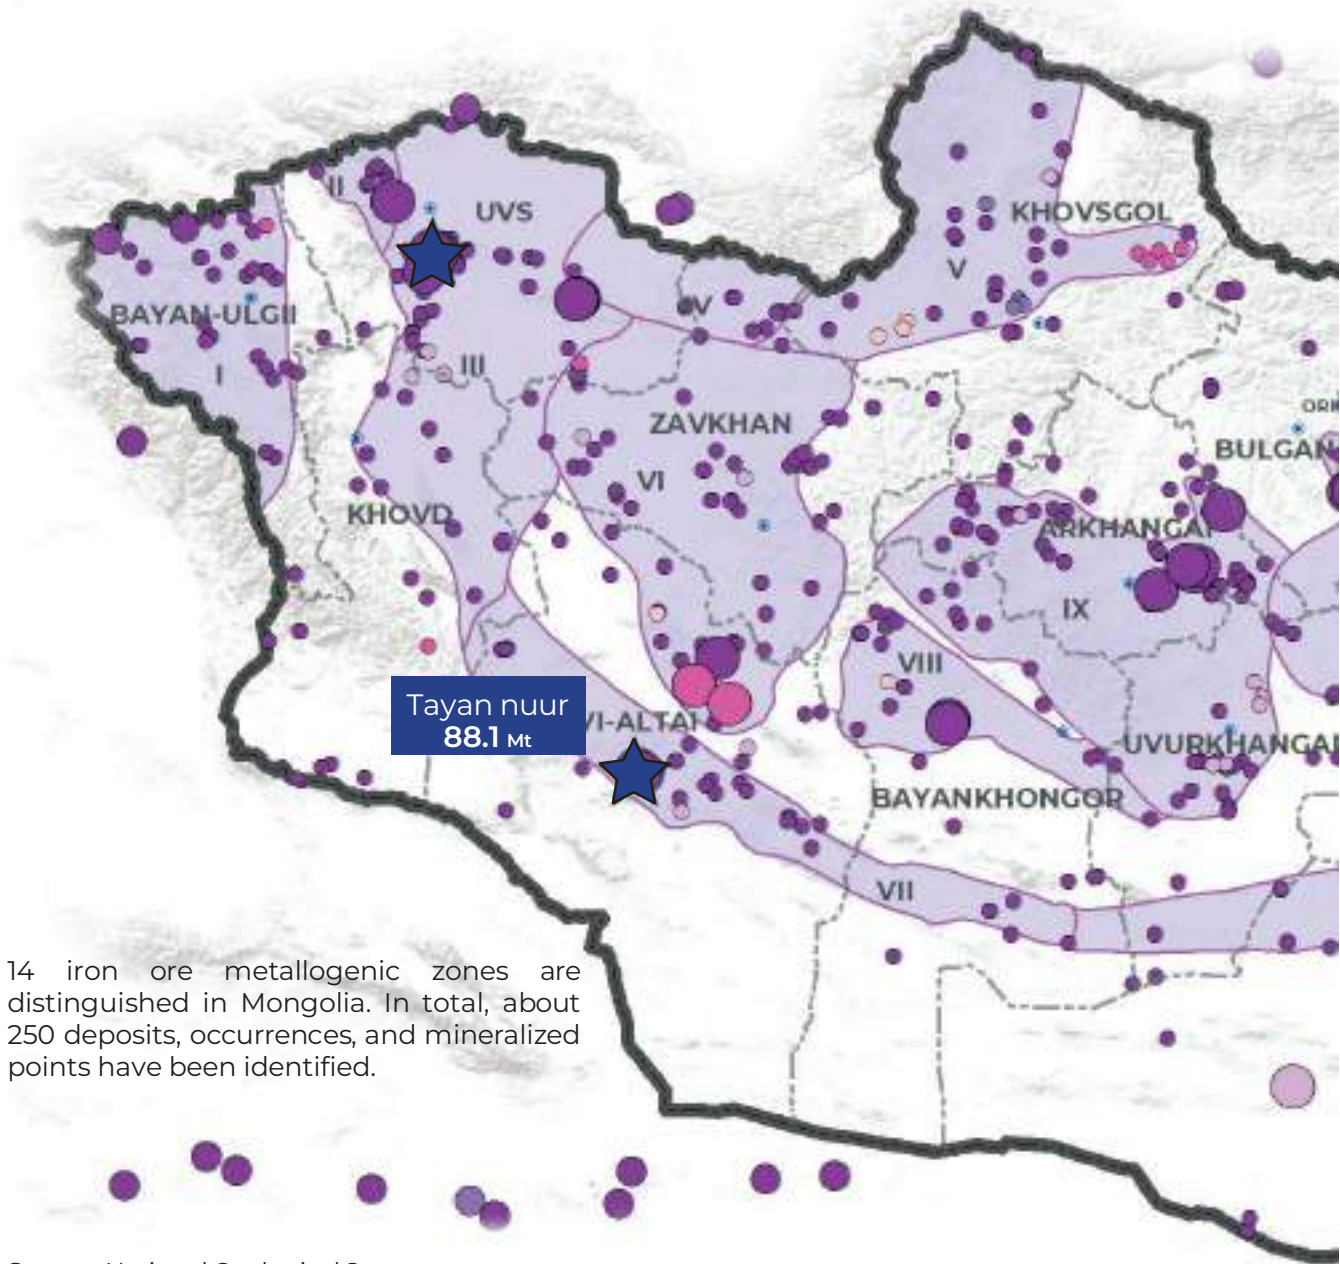 II
UVS
KHOVSGOL
V
BAYAN-ULGII
IV
III
I
ZAVKHAN
BULGAN
VI
KHOVD
ARKHANGAI
IX
VIII
Tayan nuur
88.1 Mt
VI-ALTAI
UVURKHANGAI
BAYANKHONGOR
VII
14 iron ore metallogenic zones are
distinguished in Mongolia. In total, about
250 deposits, occurrences, and mineralized
points have been identified.